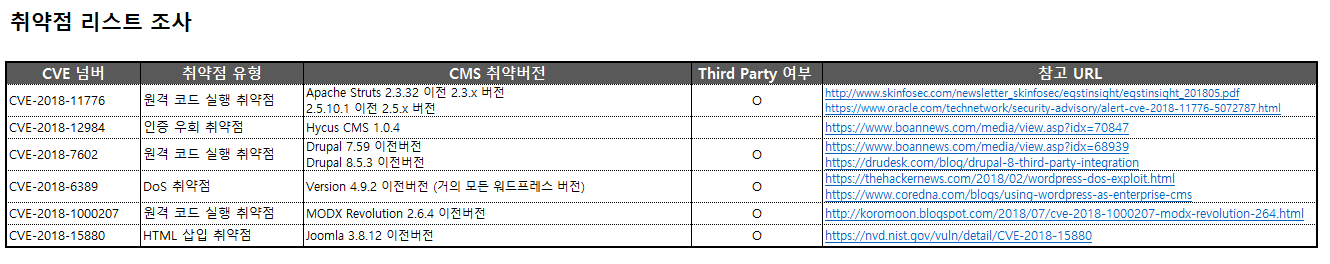 취약점 리스트 조사
CVE 넘버 취약점 유형 CMS 취약버전 Third Party 여부 참고 URL
CVE-2018-11776 원격 코드 실행 취약점 Apache Struts 2.3.32 이전 2.3.x 버전 O http://www.skinfosec.com/newsletter_skinfosec/eqstinsight/eqstinsight_201805.pdf
2.5.10.1 이전 2.5.x 버전 https://www.oracle.com/technetwork/security-advisory/alert-cve-2018-11776-5072787.html
CVE-2018-12984 인증 우회 취약점 Hycus CMS 1.0.4 https://www.boannews.com/media/view.asp?idx=70847
CVE-2018-7602 원격 코드 실행 취약점 Drupal 7.59 이전버전 O https://www.boannews.com/media/view.asp?idx=68939
Drupal 8.5.3 이전버전 https://drudesk.com/blog/drupal-8-third-party-integration
CVE-2018-6389 DoS 취약점 Version 4.9.2 이전버전 (거의 모든 워드프레스 버전) O https://thehackernews.com/2018/02/wordpress-dos-exploit.html
https://www.coredna.com/blogs/using-wordpress-as-enterprise-cms
CVE-2018-1000207 원격 코드 실행 취약점 MODX Revolution 2.6.4 이전버전 O http://koromoon.blogspot.com/2018/07/cve-2018-1000207-modx-revolution-264.html
CVE-2018-15880 HTML 삽입 취약점 Joomla 3.8.12 이전버전 O https://nvd.nist.gov/vuln/detail/CVE-2018-15880